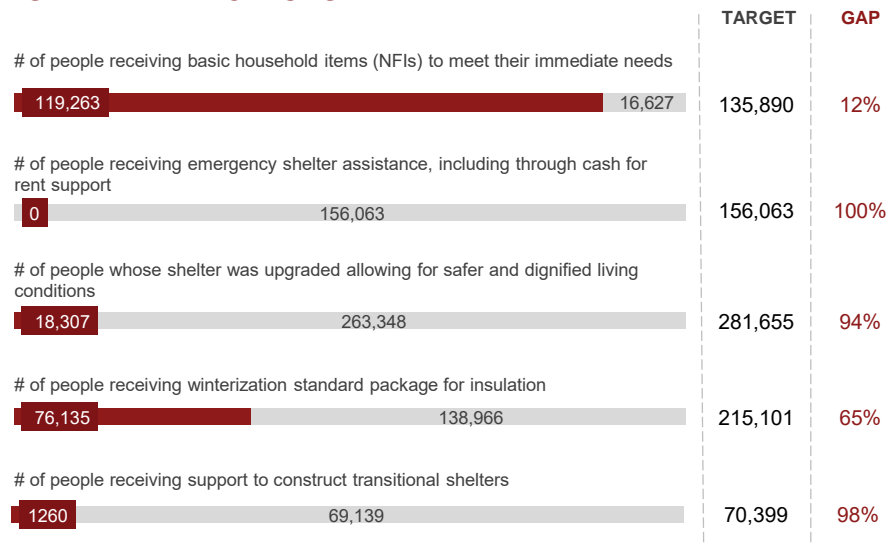 TARGET GAP
# of people receiving basic household items (NFIs) to meet their immediate needs
119,263 16,627 135,890 12%
# of people receiving emergency shelter assistance, including through cash for
rent support
0 156,063 156,063 100%
# of people whose shelter was upgraded allowing for safer and dignified living
conditions
18,307 263,348 281,655 94%
# of people receiving winterization standard package for insulation
76,135 138,966 215,101 65%
# of people receiving support to construct transitional shelters
1260 69,139 70,399 98%